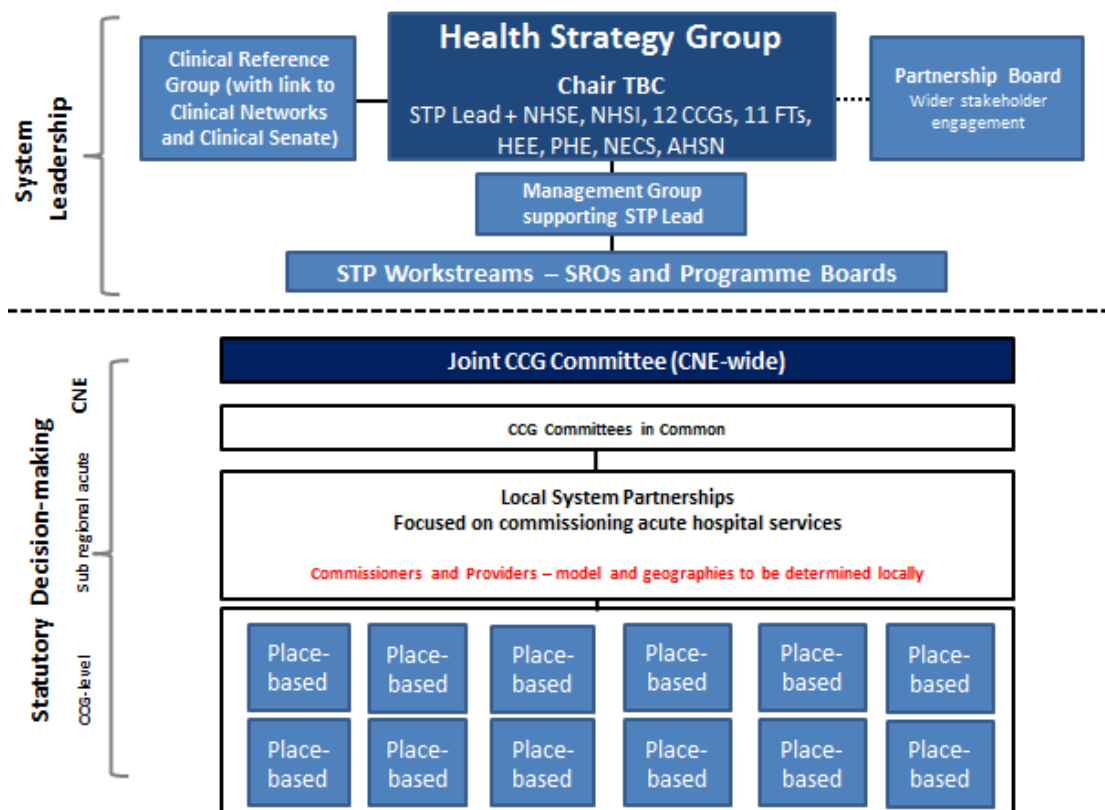 Health Strategy Group
Chair TBC
STP Lead + NHSE, NHSI, 12 CCGs, 11 FTs,
HEE, PHE, NECS, AHSN
Clinical Reference
Group (with link to
Clinical Networks
and Clinical Senate)
Partnership Board
Wider stakeholder
engagement
System
Leadership
Management Group
supporting STP Lead
STP Workstreams – SROs and Programme Boards
Statutory Decision-making
CNE
Joint CCG Committee (CNE-wide)
CCG Committees in Common
Sub regional acute
Local System Partnerships
Focused on commissioning acute hospital services
Commissioners and Providers – model and geographies to be determined locally
CCG-level
Place-
based
Place-
based
Place-
based
Place-
based
Place-
based
Place-
based
Place-
based
Place-
based
Place-
based
Place-
based
Place-
based
Place-
based